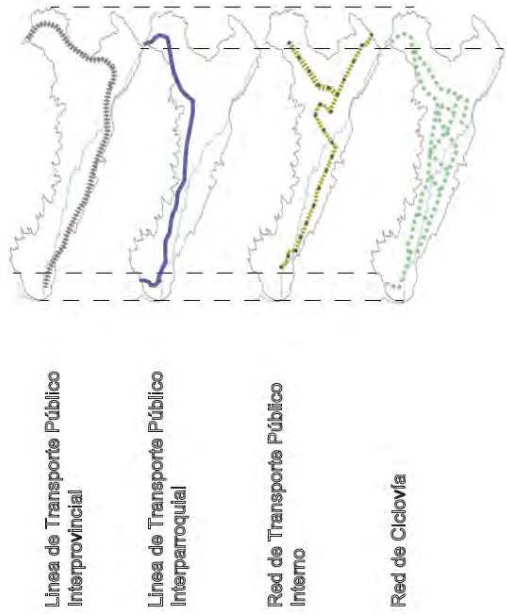 Línea de Transporte Público
Interprovincial
Línea de Transporte Público
Interparroquial
Red de Transporte Público
Interno
Red de Ciclovía